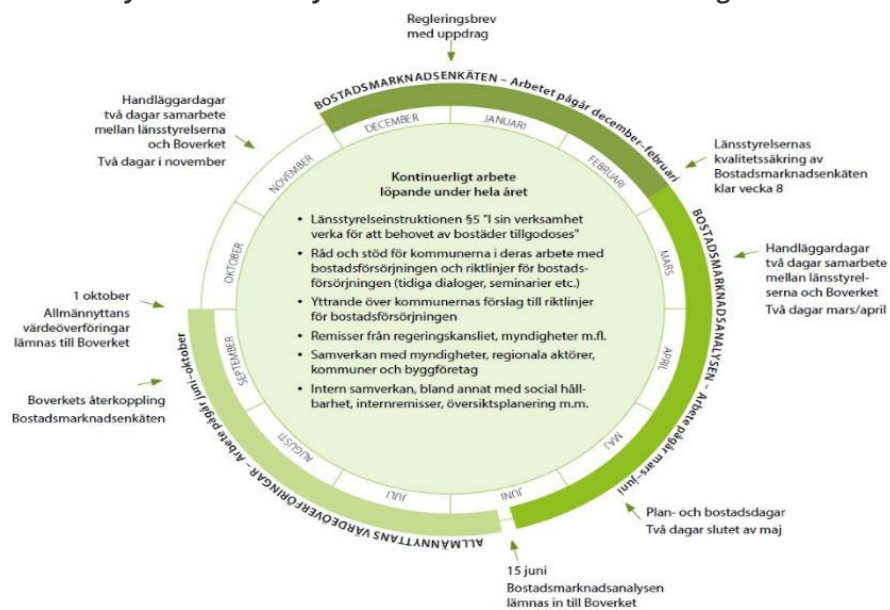 Regleringsbrev
med uppdrag
BOSTADSMARKNADSENKÄTEN – Arbetet pågår december–februari
Handläggardagar
två dagar samarbete
mellan länsstyrelserna
och Boverket
Två dagar i november
DECEMBER
JANUARI
FEBRUARI
MARS
APRIL
MAJ
JUNI
JULI
AUGUSTI
SEPTEMBER
OKTOBER
NOVEMBER
Länsstyrelsernas
kvalitetssäkring av
Bostadsmarknadsenkäten
klar vecka 8
BOSTADSMARKNADSANALYSEN – Arbete pågår mars–juni
Handläggardagar
två dagar samarbete
mellan länsstyrel-
serna och Boverket
Två dagar mars/april
Kontinuerligt arbete
löpande under hela året
• Länsstyrelseinstruktionen §5 "I sin verksamhet
verka för att behovet av bostäder tillgodoses"
• Råd och stöd för kommunerna i deras arbete med
bostadsförsörjningen och riktlinjer för bostads-
försörjningen (tidiga dialoger, seminarier etc.)
• Yttrande över kommunernas förslag till riktlinjer
för bostadsförsörjningen
• Remisser från regeringskansliet, myndigheter m.fl.
• Samverkan med myndigheter, regionala aktörer,
kommuner och byggföretag
• Intern samverkan, bland annat med social håll-
barhet, internremisser, översiktsplanering m.m.
1 oktober
Allmännyttans
värdeöverföringar
lämnas till Boverket
Boverkets återkoppling
Bostadsmarknadsenkäten
ALLMÄNNYTTANS VÄRDEÖVERFÖRINGAR – Arbete pågår juni–oktober
Plan- och bostadsdagar
Två dagar slutet av maj
15 juni
Bostadsmarknadsanalysen
lämnas in till Boverket